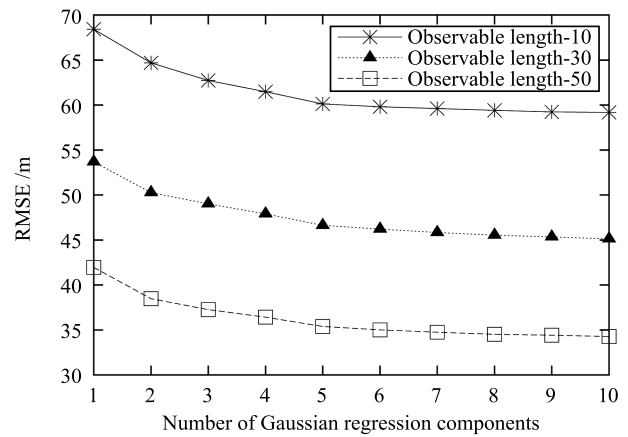 70
65
60
55
50
45
40
35
30
RMSE /m
Observable length-10
Observable length-30
Observable length-50
1 2 3 4 5 6 7 8 9 10
Number of Gaussian regression components